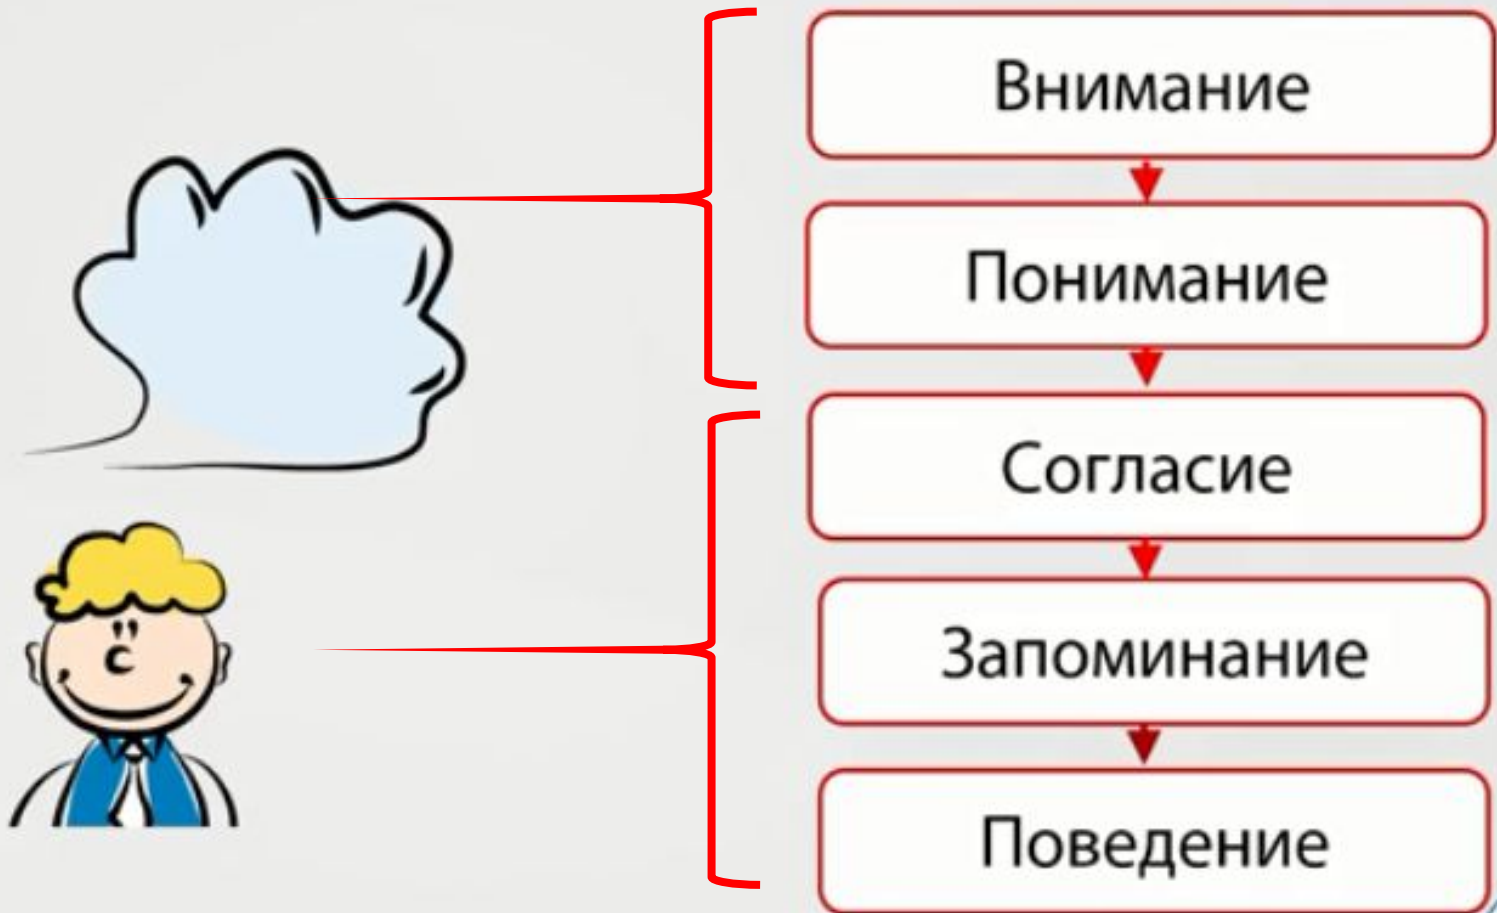 Внимание
Понимание
Согласие
Запоминание
Поведение